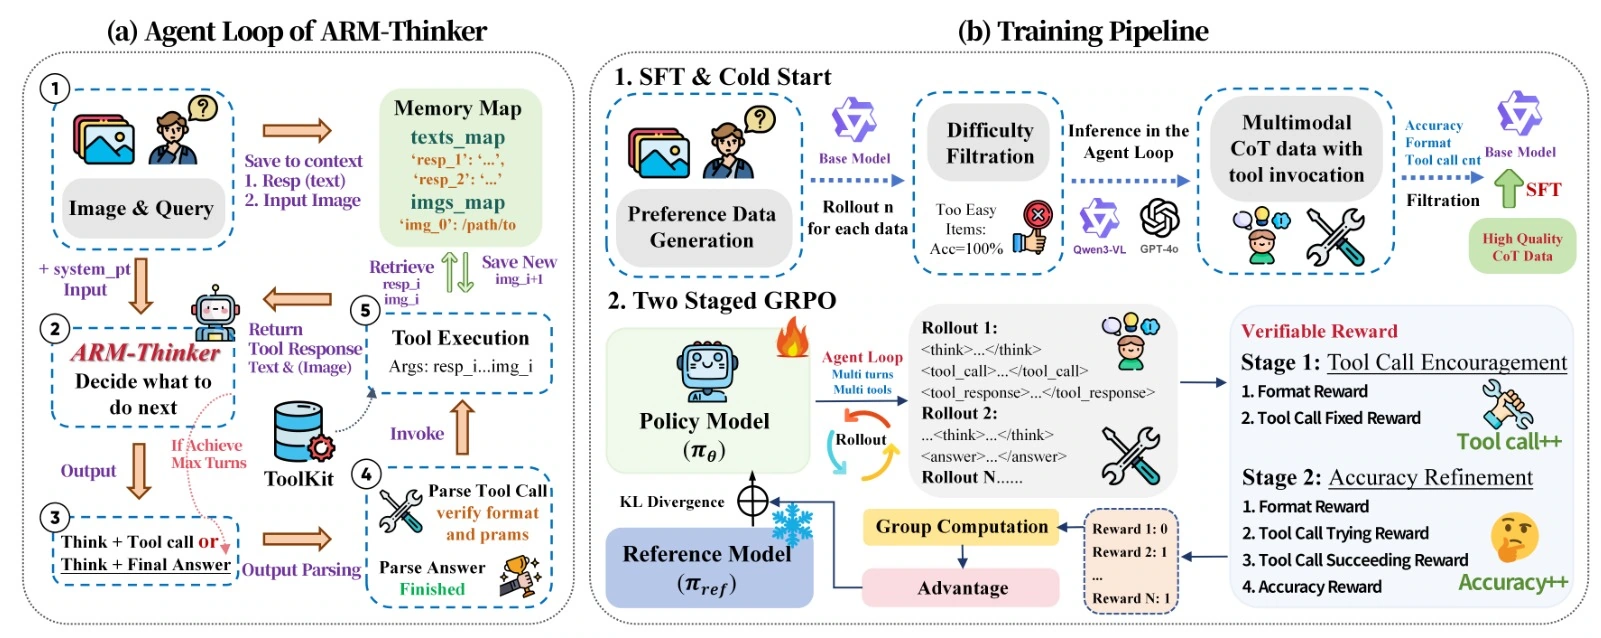 (a) Agent Loop of ARM-Thinker
1
Image & Query
Save to context
1. Resp (text)
2. Input Image
Memory Map
texts_map
‘resp_1’: ‘...’,
‘resp_2’: ‘...’
imgs_map
‘img_0’: /path/to
+ system_pt
Input
Retrieve
resp_i
img_i
Save New
img_i+1
2
ARM-Thinker
Decide what to
do next
Return
Tool Response
Text & (Image)
5
Tool Execution
Args: resp_i...img_i
ToolKit
Invoke
If Achieve
Max Turns
Output
3
Think + Tool call or
Think + Final Answer
Output Parsing
4
Parse Tool Call
verify format
and prams
Parse Answer
Finished
(b) Training Pipeline
1. SFT & Cold Start
?
Preference Data
Generation
Base Model
Rollout n
for each data
Difficulty
Filtration
Too Easy
Items:
Acc=100%
Inference in the
Agent Loop
Qwen3-VL
GPT-4o
Multimodal
CoT data with
tool invocation
Accuracy
Format
Tool call cnt
Filtration
Base Model
SFT
High Quality
CoT Data
2. Two Staged GRPO
AI
Policy Model
(πθ)
Agent Loop
Multi turns
Multi tools
Rollout
Rollout 1:
<think>...</think>
<tool_call>...</tool_call>
<tool_response>...</tool_response>
Rollout 2:
...<think>...</think>
<answer>...</answer>
Rollout N......
Verifiable Reward
Stage 1: Tool Call Encouragement
1. Format Reward
2. Tool Call Fixed Reward
Tool call++
Stage 2: Accuracy Refinement
1. Format Reward
2. Tool Call Trying Reward
3. Tool Call Succeeding Reward
4. Accuracy Reward
Accuracy++
KL Divergence
Reference Model
(πref)
Group Computation
Advantage
Reward 1: 0
Reward 2: 1
...
Reward N: 1